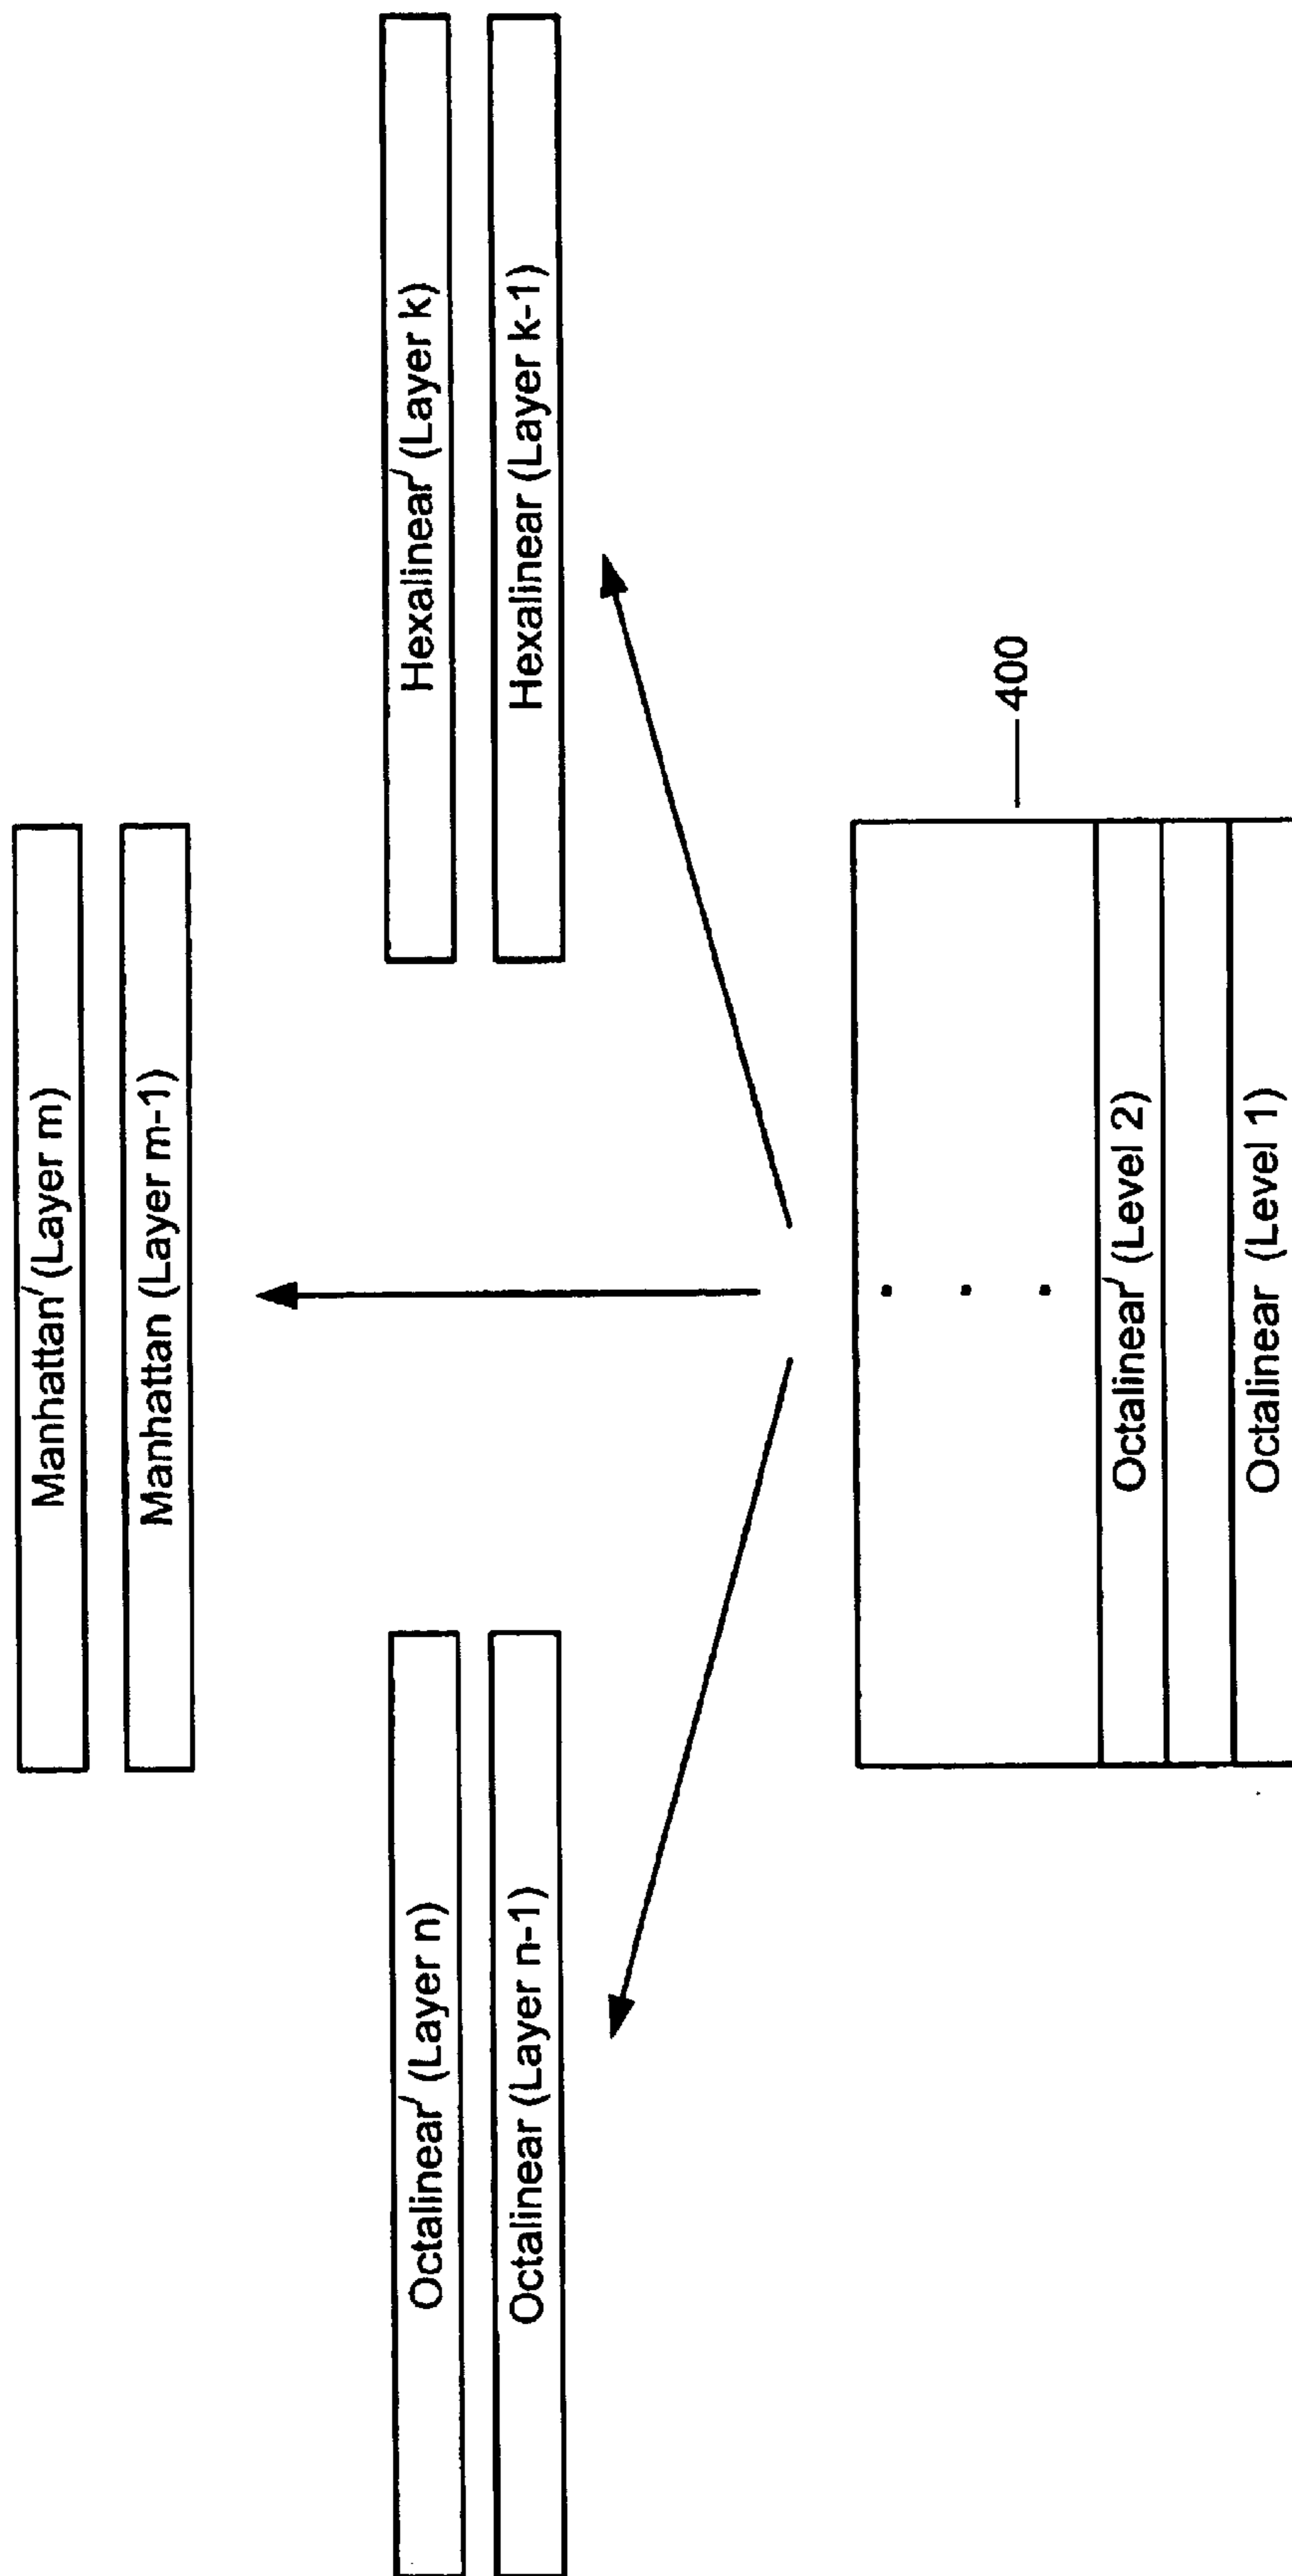 Manhattan′ (Layer m)
Manhattan (Layer m-1)
Octalinear′ (Layer n)
Octalinear (Layer n-1)
Hexalinear′ (Layer k)
Hexalinear (Layer k-1)
400
Octalinear′ (Level 2)
Octalinear (Level 1)